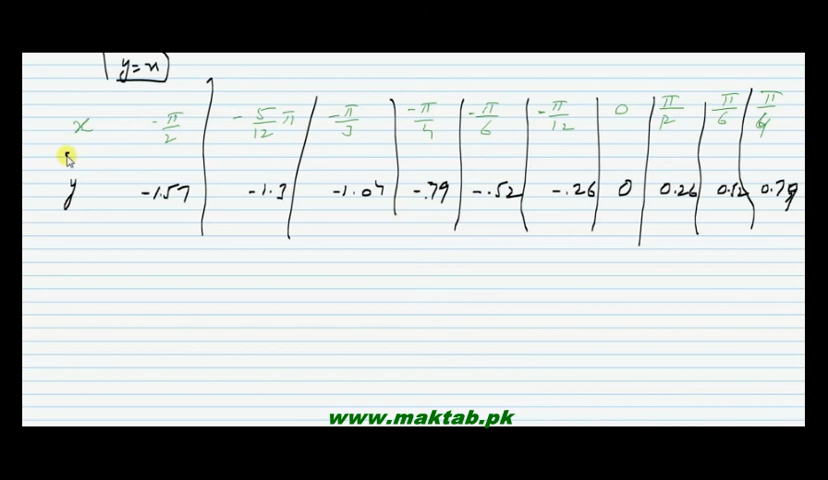 y=x
x -π/2 -5/12 π -π/3 -π/4 -π/6 -π/12 0 π/12 π/6 π/4
y -1.57 -1.3 -1.04 -.79 -.52 -.26 0 0.26 0.52 0.79
www.maktab.pk